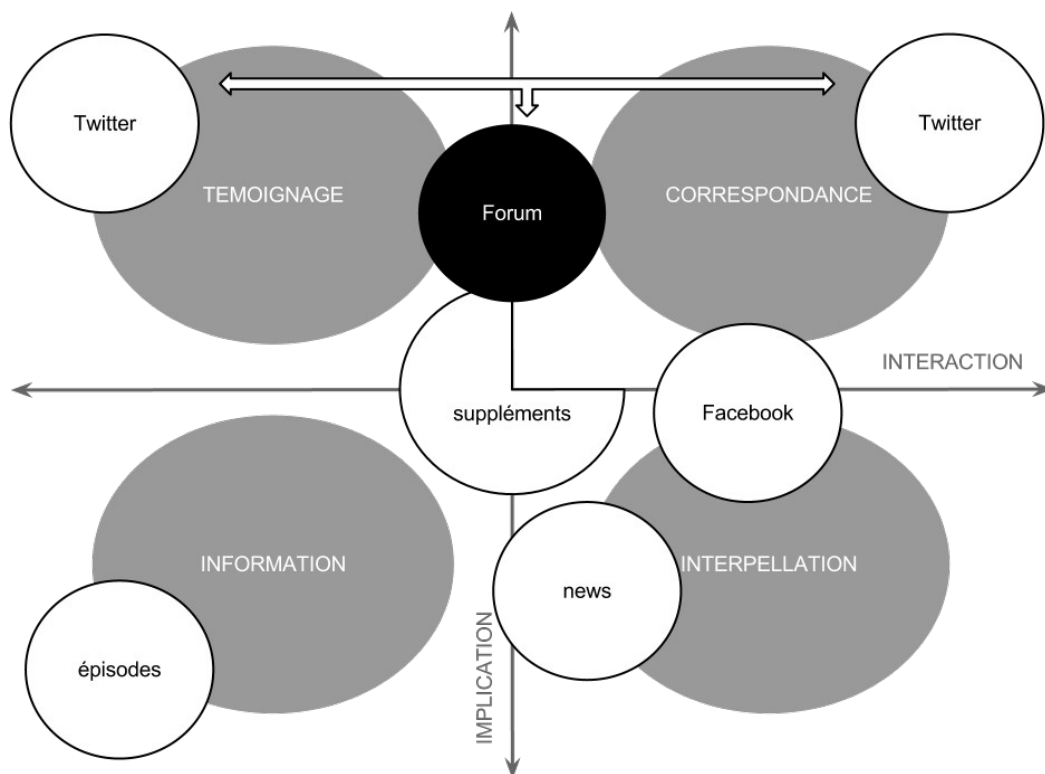 Twitter
Twitter
TEMOIGNAGE
CORRESPONDANCE
Forum
INTERACTION
suppléments
Facebook
INFORMATION
INTERPELLATION
news
épisodes
IMPLICATION